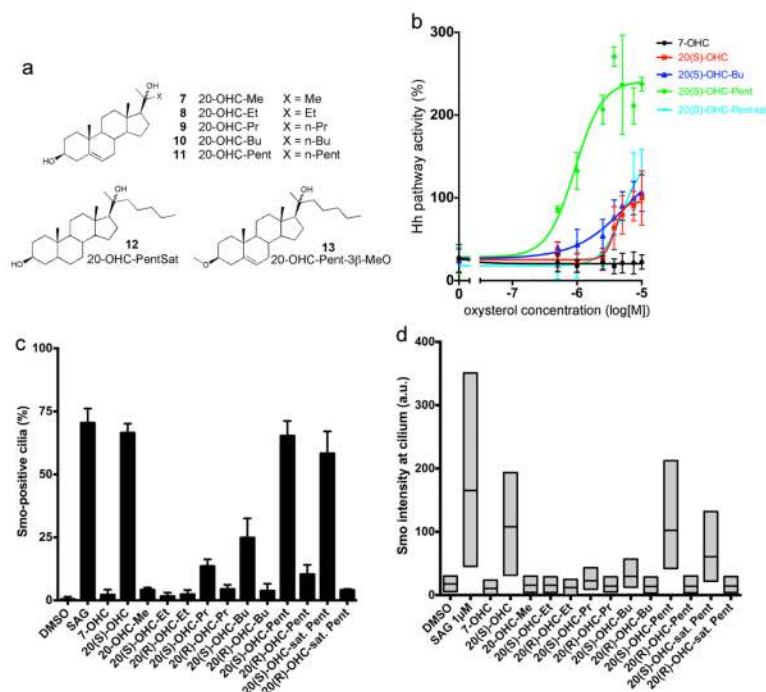 a
OH
X
HO
7 20-OHC-Me X = Me
8 20-OHC-Et X = Et
9 20-OHC-Pr X = n-Pr
10 20-OHC-Bu X = n-Bu
11 20-OHC-Pent X = n-Pent
OH
HO
12
20-OHC-PentSat
OH
O
13
20-OHC-Pent-3β-MeO
b
Hh pathway activity (%)
300
200
100
0
0 -7 -6 -5
oxysterol concentration (log[M])
7-OHC
20(S)-OHC
20(S)-OHC-Bu
20(S)-OHC-Pent
20(S)-OHC-Pentsat
c
Smo-positive cilia (%)
100
75
50
25
0
DMSO
SAG
7-OHC
20(S)-OHC
20-OHC-Me
20(S)-OHC-Et
20(R)-OHC-Et
20(S)-OHC-Pr
20(R)-OHC-Pr
20(S)-OHC-Bu
20(R)-OHC-Bu
20(S)-OHC-Pent
20(R)-OHC-Pent
20(S)-OHC-sat. Pent
20(R)-OHC-sat. Pent
d
Smo intensity at cilium (a.u.)
400
300
200
100
0
DMSO
SAG 1μM
7-OHC
20(S)-OHC
20-OHC-Me
20(S)-OHC-Et
20(R)-OHC-Et
20(S)-OHC-Pr
20(R)-OHC-Pr
20(S)-OHC-Bu
20(R)-OHC-Bu
20(S)-OHC-Pent
20(R)-OHC-Pent
20(S)-OHC-sat. Pent
20(R)-OHC-sat. Pent